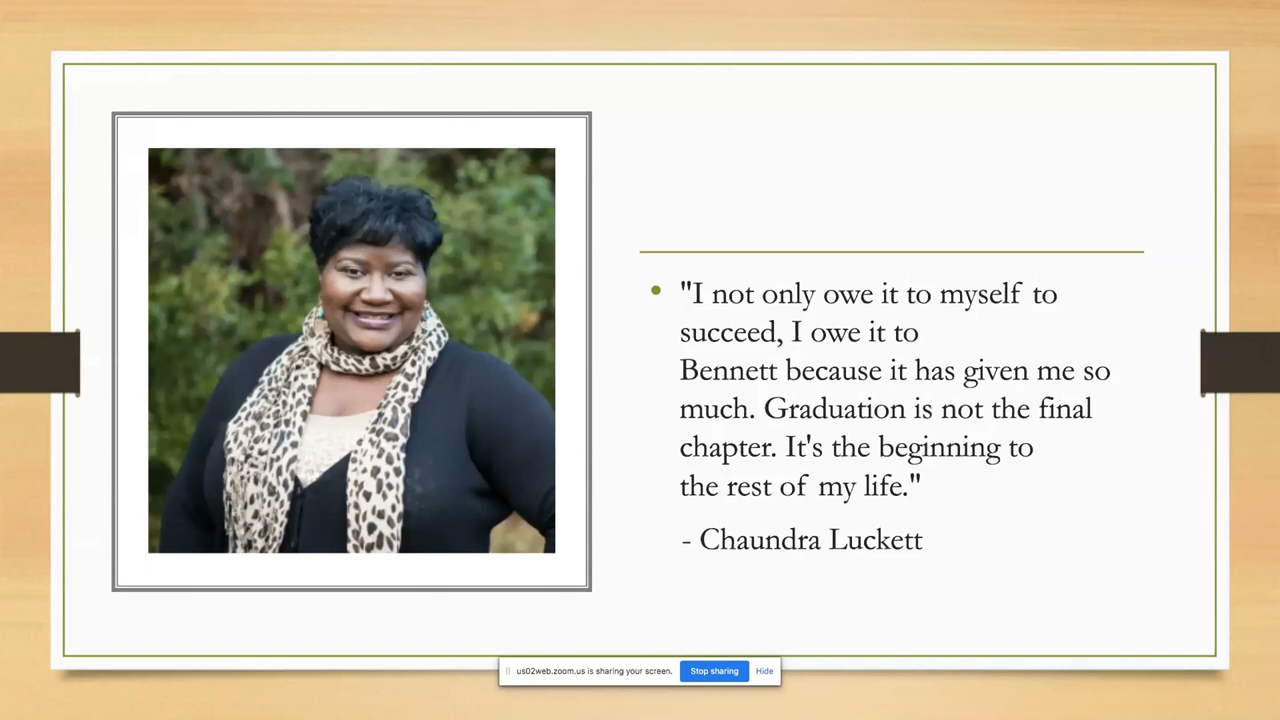 "I not only owe it to myself to
succeed, I owe it to
Bennett because it has given me so
much. Graduation is not the final
chapter. It's the beginning to
the rest of my life."
- Chaundra Luckett
us02web.zoom.us is sharing your screen. Stop sharing Hide